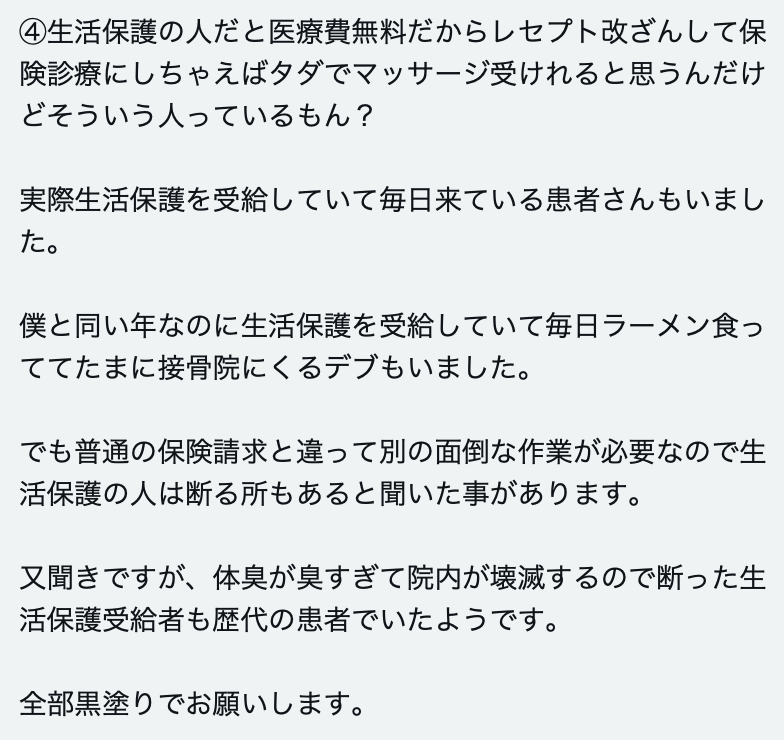 ④生活保護の人だと医療費無料だからレセプト改ざんして保
険診療にしちゃえばタダでマッサージ受けれると思うんだけ
どそういう人っているもん？
実際生活保護を受給していて毎日来ている患者さんもいまし
た。
僕と同い年なのに生活保護を受給していて毎日ラーメン食っ
ててたまに接骨院にくるデブもいました。
でも普通の保険請求と違って別の面倒な作業が必要なので生
活保護の人は断る所もあると聞いた事があります。
又聞きですが、体臭が臭すぎて院内が壊滅するので断った生
活保護受給者も歴代の患者でいたようです。
全部黒塗りでお願いします。